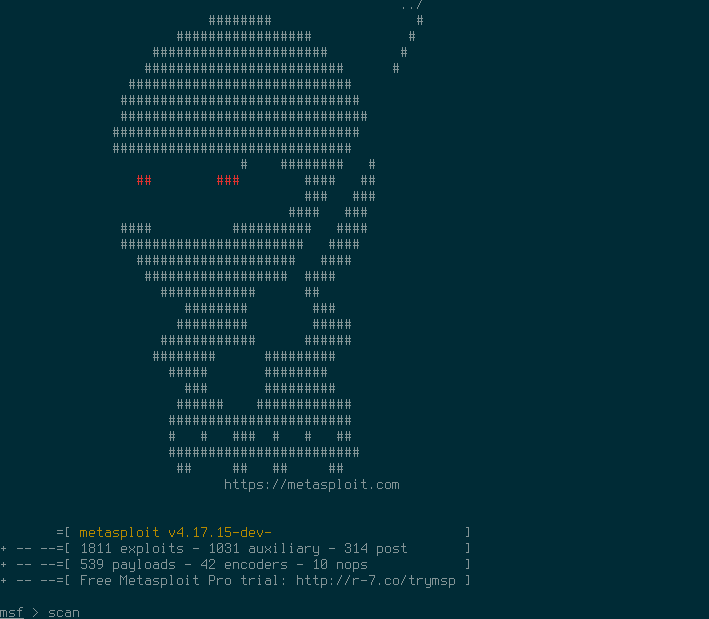 https://metasploit.com
=[ metasploit v4.17.15-dev- ]
+ -- --=[ 1811 exploits - 1031 auxiliary - 314 post ]
+ -- --=[ 539 payloads - 42 encoders - 10 nops ]
+ -- --=[ Free Metasploit Pro trial: http://r-7.co/trymsp ]
msf > scan